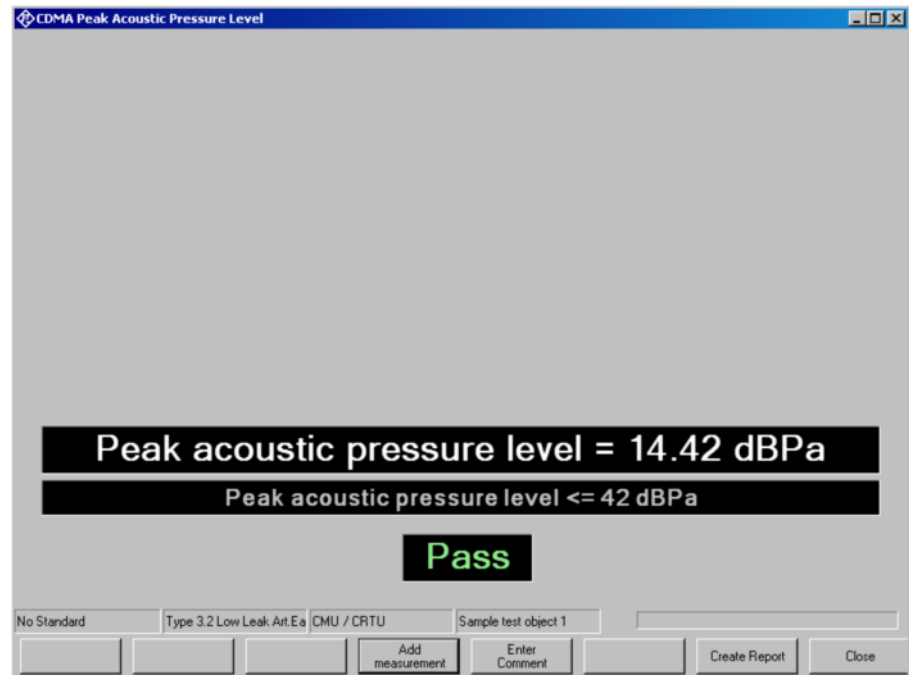 CDMA Peak Acoustic Pressure Level
Peak acoustic pressure level = 14.42 dBPa
Peak acoustic pressure level <= 42 dBPa
Pass
No Standard
Type 3.2 Low Leak Art.Ea
CMU / CRTU
Sample test object 1
Add
measurement
Enter
Comment
Create Report
Close